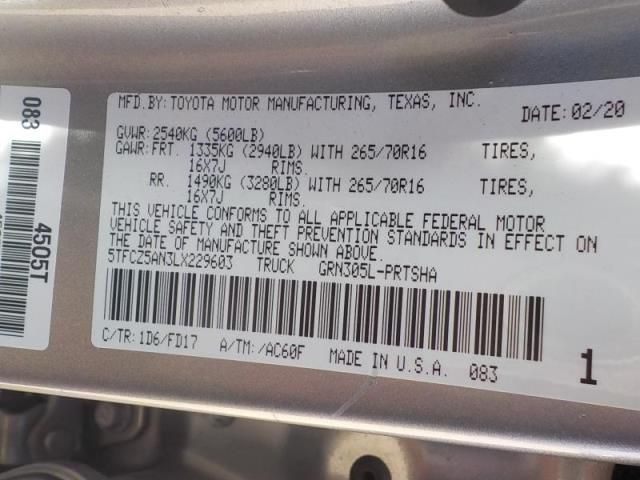 MFD.BY:TOYOTA MOTOR MANUFACTURING, TEXAS, INC.
DATE:02/20
GVWR:2540KG (5600LB)
GAWR:FRT. 1335KG (2940LB) WITH 265/70R16 TIRES,
16X7J RIMS.
RR. 1490KG (3280LB) WITH 265/70R16 TIRES,
16X7J RIMS.
THIS VEHICLE CONFORMS TO ALL APPLICABLE FEDERAL MOTOR
VEHICLE SAFETY AND THEFT PREVENTION STANDARDS IN EFFECT ON
THE DATE OF MANUFACTURE SHOWN ABOVE.
5TFCZ5AN3LX229603 TRUCK GRN305L-PRTSHA
C/TR:1D6/FD17 A/TM:/AC60F MADE IN U.S.A. 083
1
083
4505T